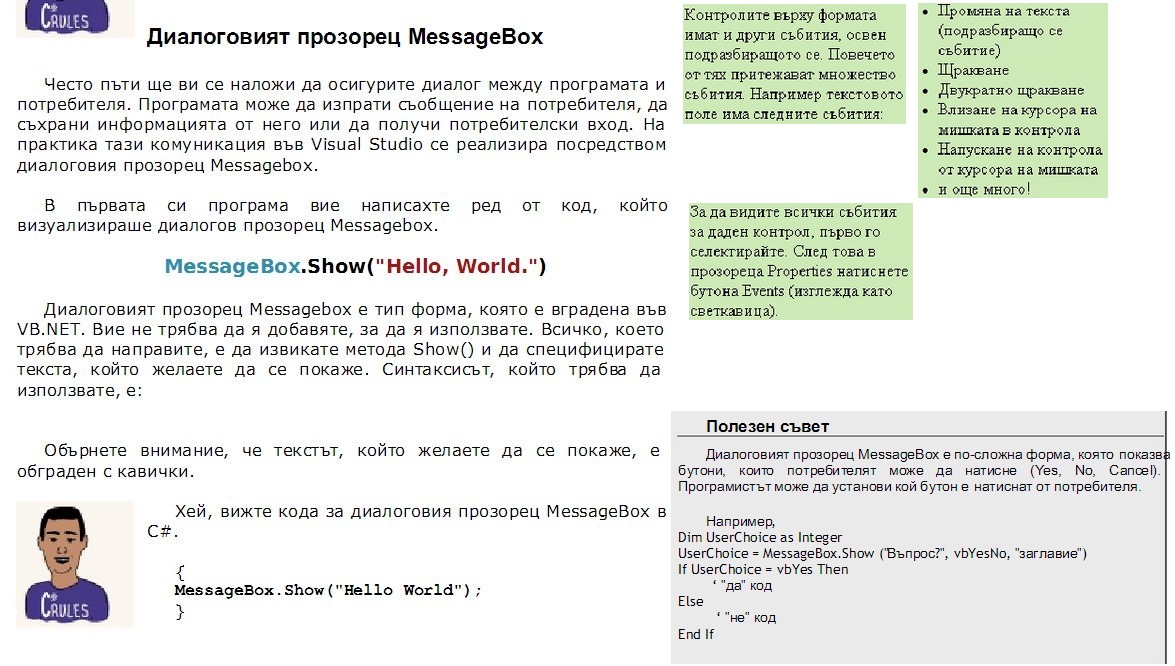 C RULES
Диалоговият прозорец MessageBox
Често пъти ще ви се наложи да осигурите диалог между програмата и
потребителя. Програмата може да изпрати съобщение на потребителя, да
съхрани информацията от него или да получи потребителски вход. На
практика тази комуникация във Visual Studio се реализира посредством
диалоговия прозорец Messagebox.
В първата си програма вие написахте ред от код, който
визуализираше диалогов прозорец Messagebox.
MessageBox.Show("Hello, World.")
Диалоговият прозорец Messagebox е тип форма, която е вградена във
VB.NET. Вие не трябва да я добавяте, за да я използвате. Всичко, което
трябва да направите, е да извикате метода Show() и да специфицирате
текста, който желаете да се покаже. Синтаксисът, който трябва да
използвате, е:
Обърнете внимание, че текстът, който желаете да се покаже, е
обграден с кавички.
Хей, вижте кода за диалоговия прозорец MessageBox в
C#.
{
MessageBox.Show("Hello World");
}
C RULES
Контролите върху формата
имат и други събития, освен
подразбиращото се. Повечето
от тях притежават множество
събития. Например текстовото
поле има следните събития:
• Промяна на текста
(подразбиращо се
събитие)
• Щракване
• Двукратно щракване
• Влизане на курсора на
мишката в контрола
• Напускане на контрола
от курсора на мишката
• и още много!
За да видите всички събития
за даден контрол, първо го
селектирайте. След това в
прозореца Properties натиснете
бутона Events (изглежда като
светкавица).
Полезен съвет
Диалоговият прозорец MessageBox е по-сложна форма, която показва
бутони, които потребителят може да натисне (Yes, No, Cancel).
Програмистът може да установи кой бутон е натиснат от потребителя.
Например,
Dim UserChoice as Integer
UserChoice = MessageBox.Show ("Въпрос?", vbYesNo, "заглавие")
If UserChoice = vbYes Then
‘ "да" код
Else
‘ "не" код
End If